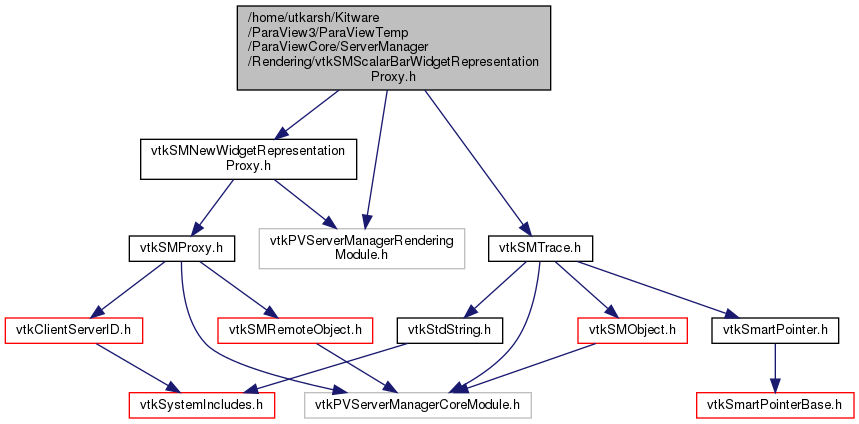 /home/utkarsh/Kitware
/ParaView3/ParaViewTemp
/ParaViewCore/ServerManager
/Rendering/vtkSMScalarBarWidgetRepresentation
Proxy.h
vtkSMNewWidgetRepresentation
Proxy.h
vtkSMProxy.h
vtkPVServerManagerRendering
Module.h
vtkSMTrace.h
vtkClientServerID.h
vtkSMRemoteObject.h
vtkStdString.h
vtkSMObject.h
vtkSmartPointer.h
vtkSystemIncludes.h
vtkPVServerManagerCoreModule.h
vtkSmartPointerBase.h